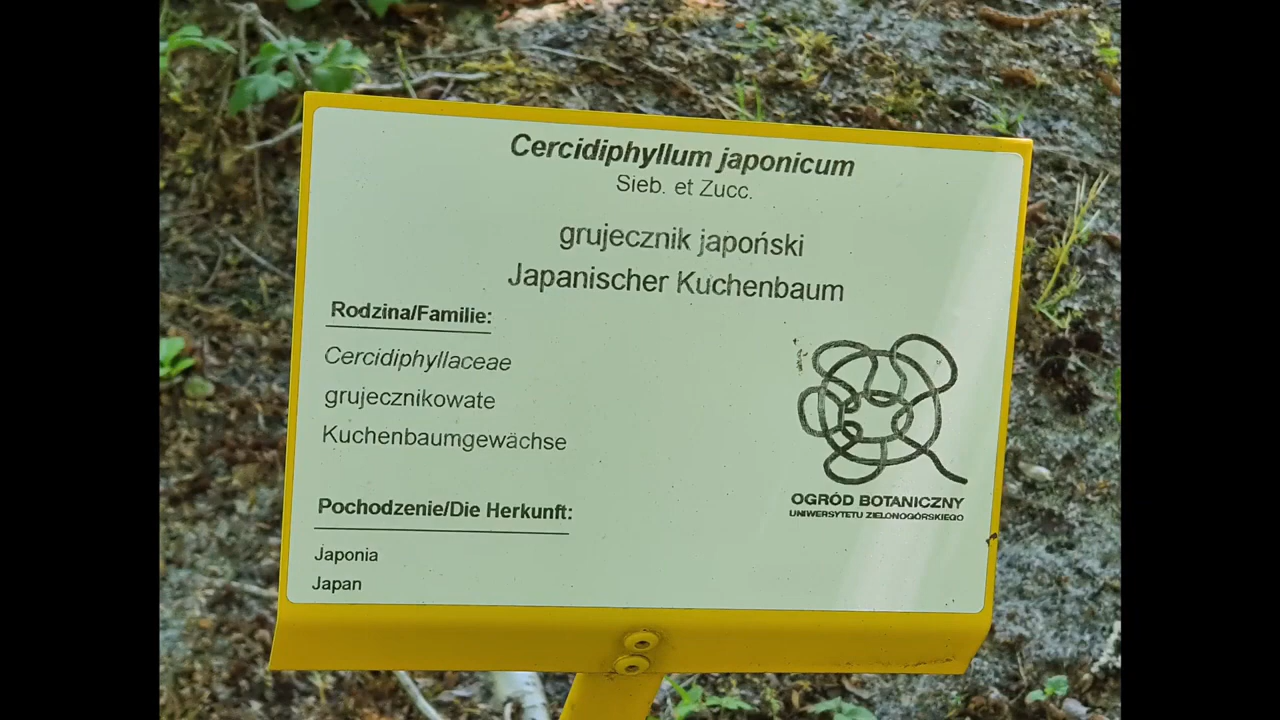 Cercidiphyllum japonicum
Sieb. et Zucc.
grujecznik japoński
Japanischer Kuchenbaum
Rodzina/Familie:
Cercidiphyllaceae
grujecznikowate
Kuchenbaumgewächse
Pochodzenie/Die Herkunft:
Japonia
Japan
OGRÓD BOTANICZNY
UNIWERSYTETU ZIELONOGÓRSKIEGO